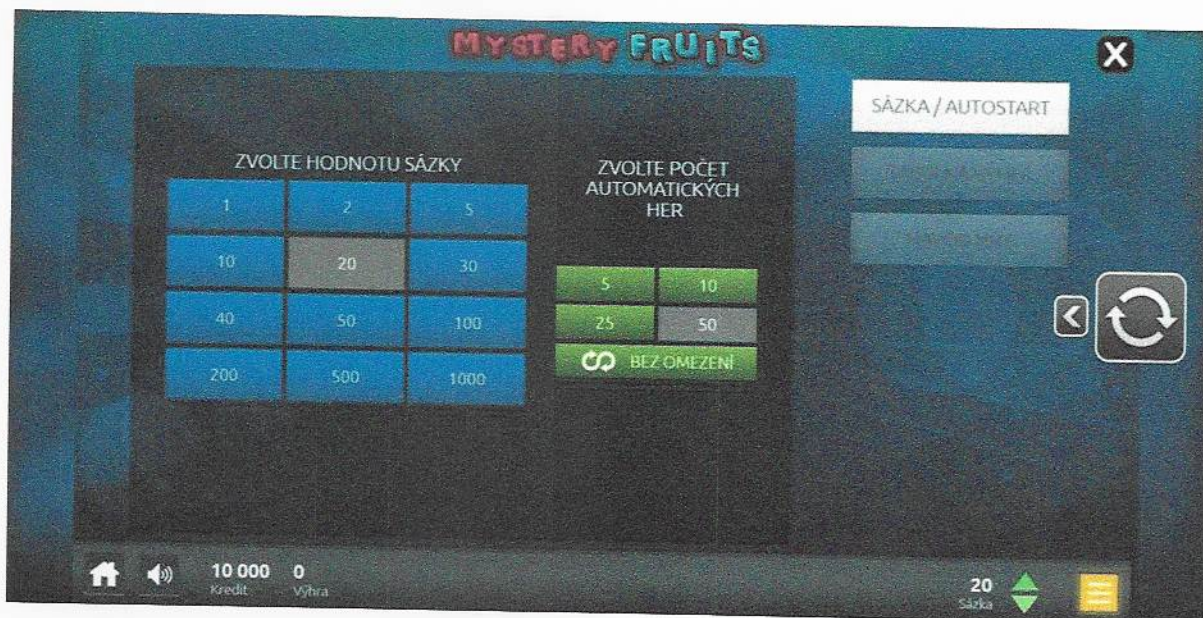 MYSTERY FRUITS
X
SÁZKA / AUTOSTART
ZVOLTE HODNOTU SÁZKY
1 2 5
10 20 30
40 50 100
200 500 1000
ZVOLTE POČET
AUTOMATICKÝCH
HER
5 10
25 50
BEZ OMEZENÍ
10 000 0
Kredit Výhra
20
Sázka